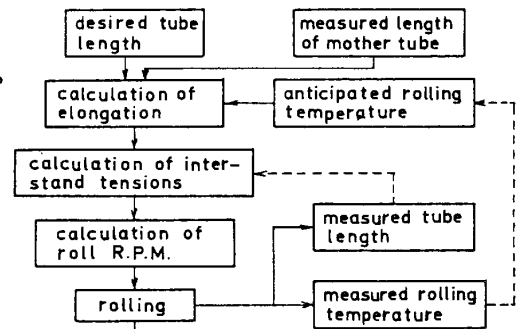 desired tube
length
measured length
of mother tube
calculation of
elongation
anticipated rolling
temperature
calculation of inter-
stand tensions
calculation of
roll R.P.M.
measured tube
length
rolling
measured rolling
temperature